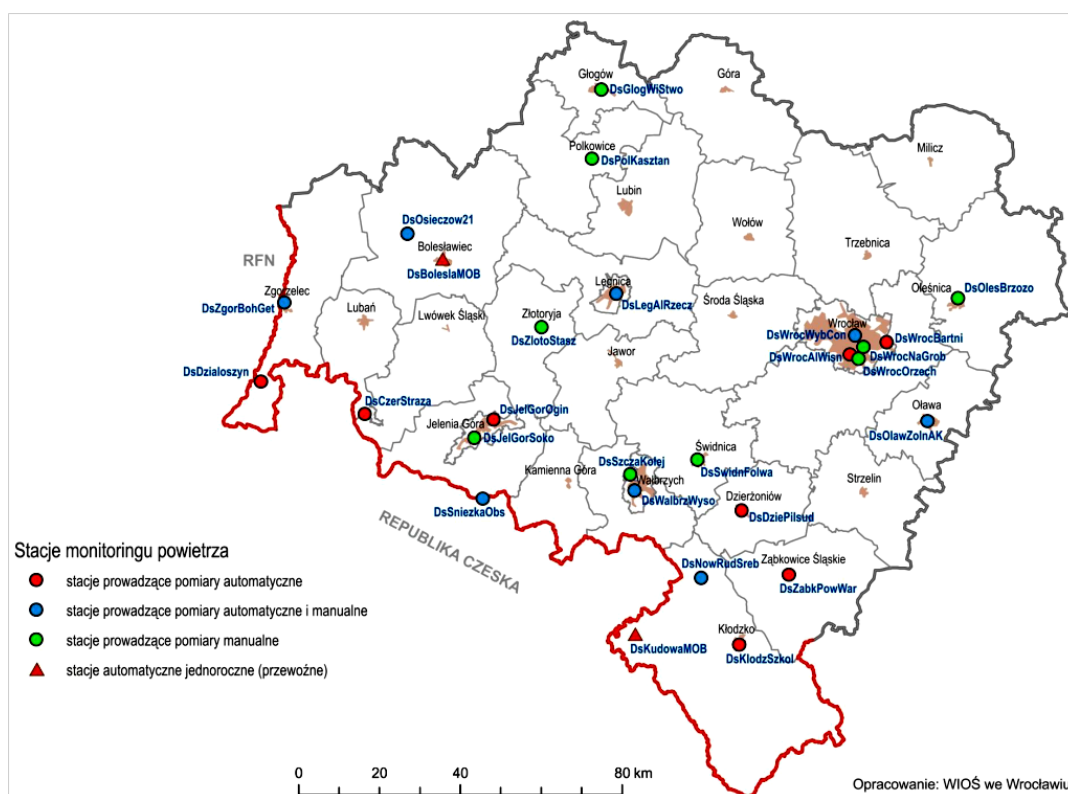 Głogów
DsGlogWiStwo
Góra
Polkowice
DsPolKasztan
Milicz
Lubin
DsOsieczow21
Bolesławiec
DsBoleslaMOB
Wołów
Trzebnica
RFN
Zgorzelec
DsZgorBohGet
Lubań
Lwówek Śląski
Legnica
DsLegAlRzecz
Złotoryja
DsZlotoStasz
Środa Śląska
Oleśnica
DsOlesBrzozo
Wrocław
DsWrocWybCon
DsWrocBartni
DsWrocAlWisn
DsWrocNaGrob
DsWrocOrzech
Jawor
DsDzialoszyn
DsCzerStraza
DsJelGorOgin
Jelenia Góra
DsJelGorSoko
Oława
DsOlawZolnAK
Kamienna Góra
DsSzczaKolej
Wałbrzych
DsWalbrzWyso
Świdnica
DsSwidnFolwa
Strzelin
Dzierżoniów
DsDziePilsud
DsSniezkaObs
REPUBLIKA CZESKA
DsNowRudSreb
Ząbkowice Śląskie
DsZabkPowWar
DsKudowaMOB
Kłodzko
DsKlodzSzkol
Stacje monitoringu powietrza
stacje prowadzące pomiary automatyczne
stacje prowadzące pomiary automatyczne i manualne
stacje prowadzące pomiary manualne
stacje automatyczne jednoroczne (przewoźne)
0 20 40 80 km
Opracowanie: WIOŚ we Wrocławiu